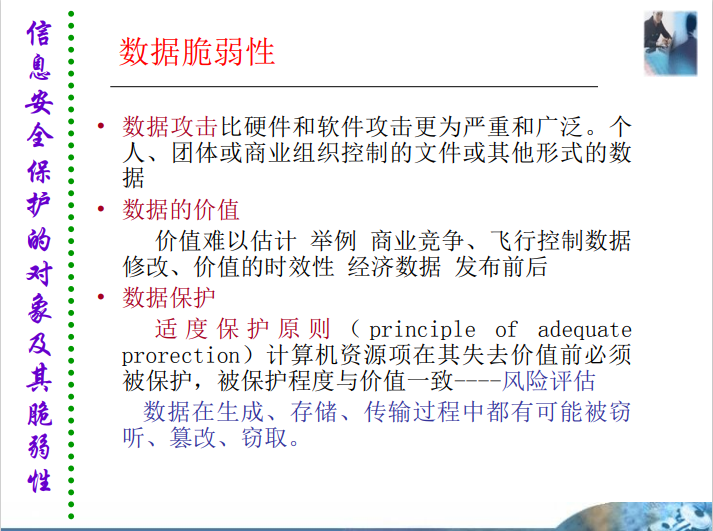 信息安全保护的对象及其脆弱性
数据脆弱性
• 数据攻击比硬件和软件攻击更为严重和广泛。个
人、团体或商业组织控制的文件或其他形式的数
据
• 数据的价值
价值难以估计 举例 商业竞争、飞行控制数据
修改、价值的时效性 经济数据 发布前后
• 数据保护
适度保护原则（principle of adequate
prorection）计算机资源项在其失去价值前必须
被保护，被保护程度与价值一致----风险评估
数据在生成、存储、传输过程中都有可能被窃
听、篡改、窃取。